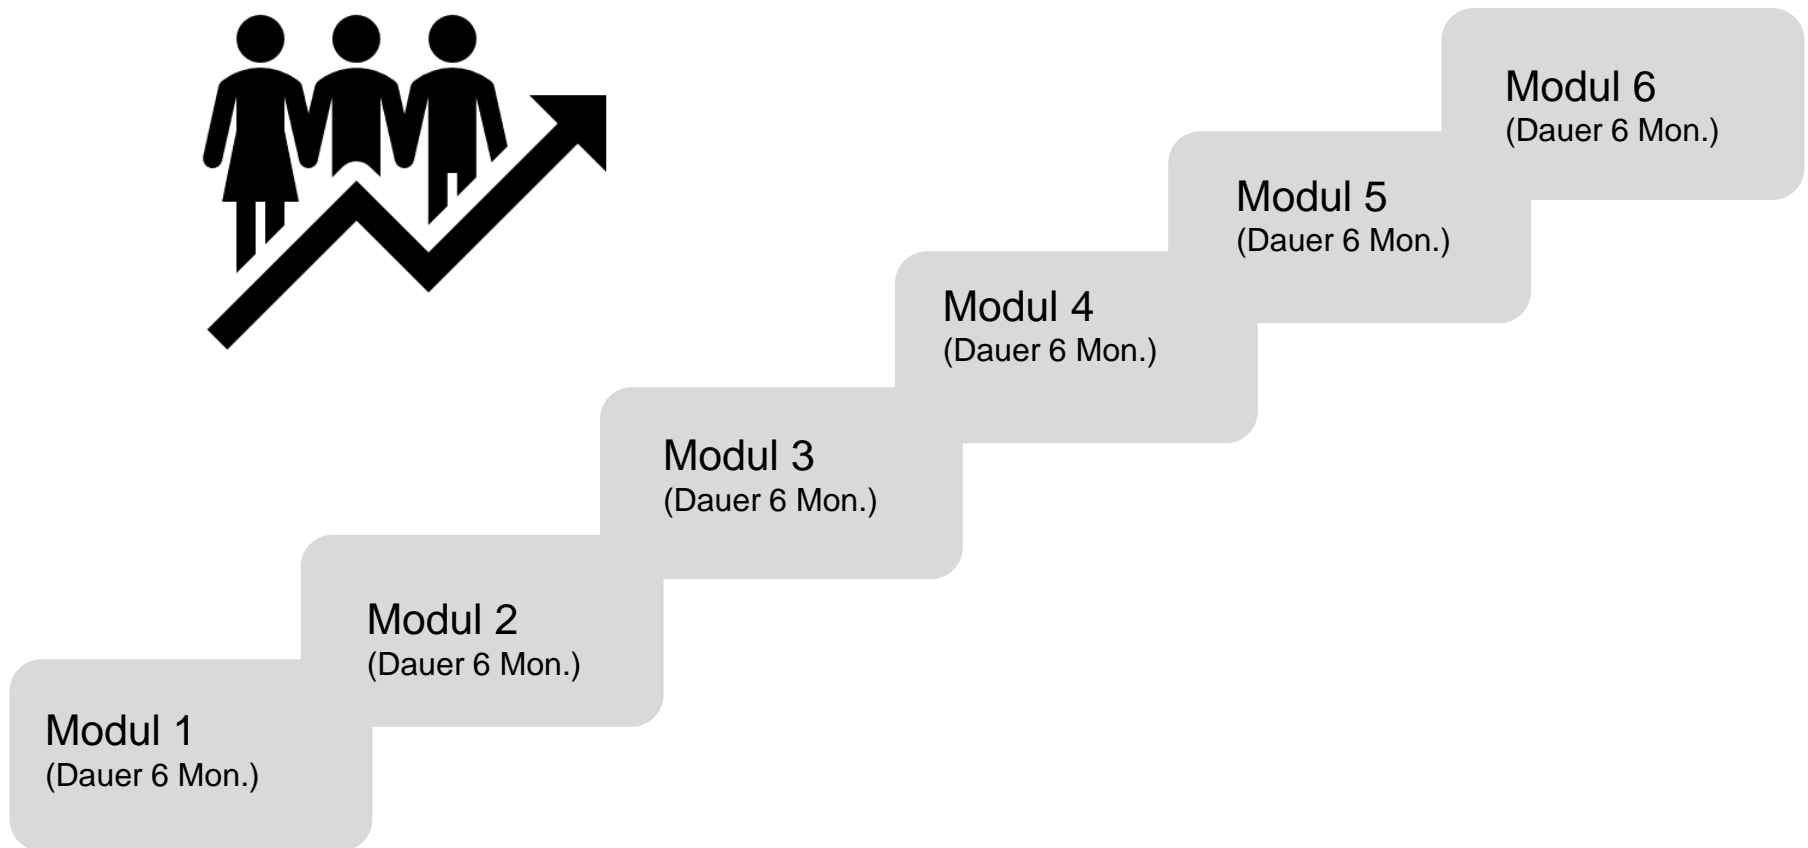 Modul 6
(Dauer 6 Mon.)
Modul 5
(Dauer 6 Mon.)
Modul 4
(Dauer 6 Mon.)
Modul 3
(Dauer 6 Mon.)
Modul 2
(Dauer 6 Mon.)
Modul 1
(Dauer 6 Mon.)